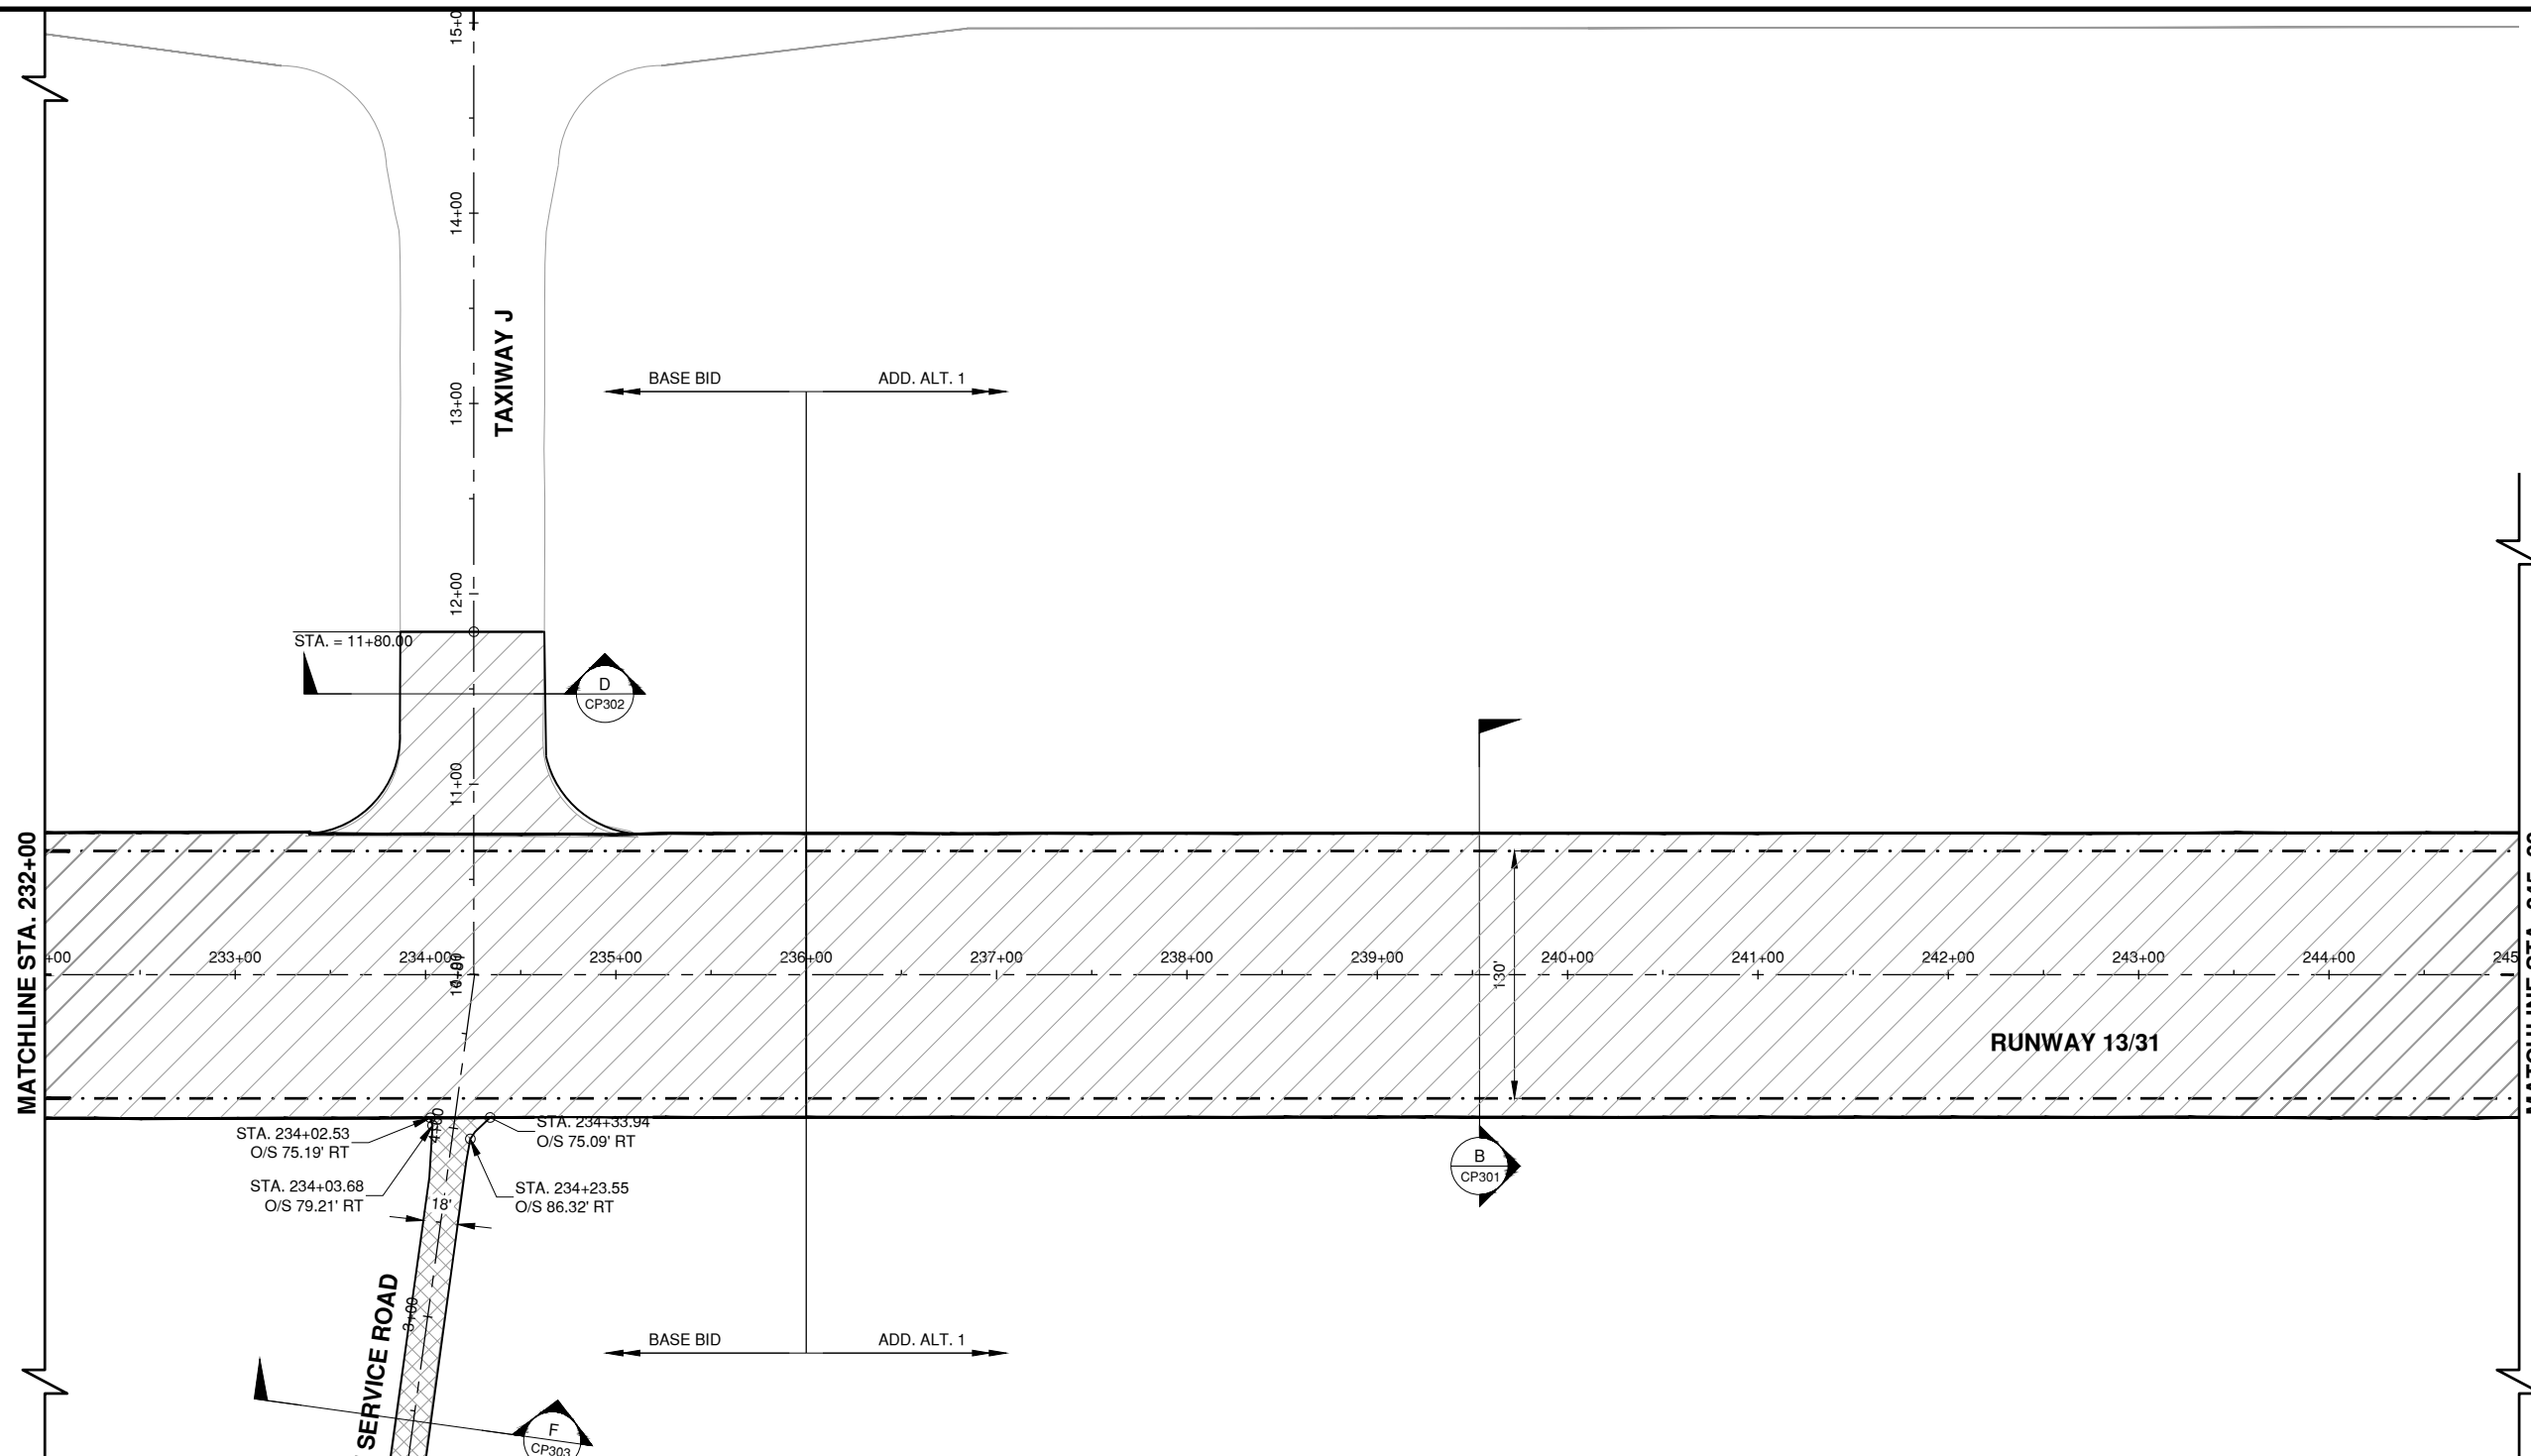 15+0
14+00
TAXIWAY J
13+00
BASE BID
ADD. ALT. 1
12+00
STA. = 11+80.00
D
CP302
11+00
MATCHLINE STA. 232+00
+00
233+00
234+00
235+00
236+00
237+00
238+00
239+00
240+00
241+00
242+00
243+00
244+00
245
130'
RUNWAY 13/31
4+00
STA. 234+02.53
O/S 75.19' RT
STA. 234+33.94
O/S 75.09' RT
STA. 234+03.68
O/S 79.21' RT
STA. 234+23.55
O/S 86.32' RT
18'
B
CP301
3+00
SERVICE ROAD
BASE BID
ADD. ALT. 1
F
CP303